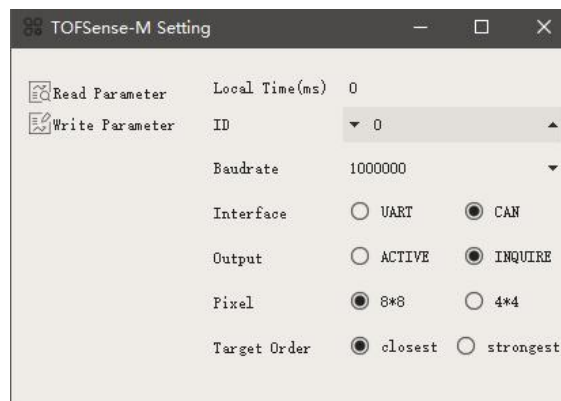 TOFSense-M Setting
Read Parameter
Write Parameter
Local Time(ms) 0
ID 0
Baudrate 1000000
Interface UART CAN
Output ACTIVE INQUIRE
Pixel 8*8 4*4
Target Order closest strongest